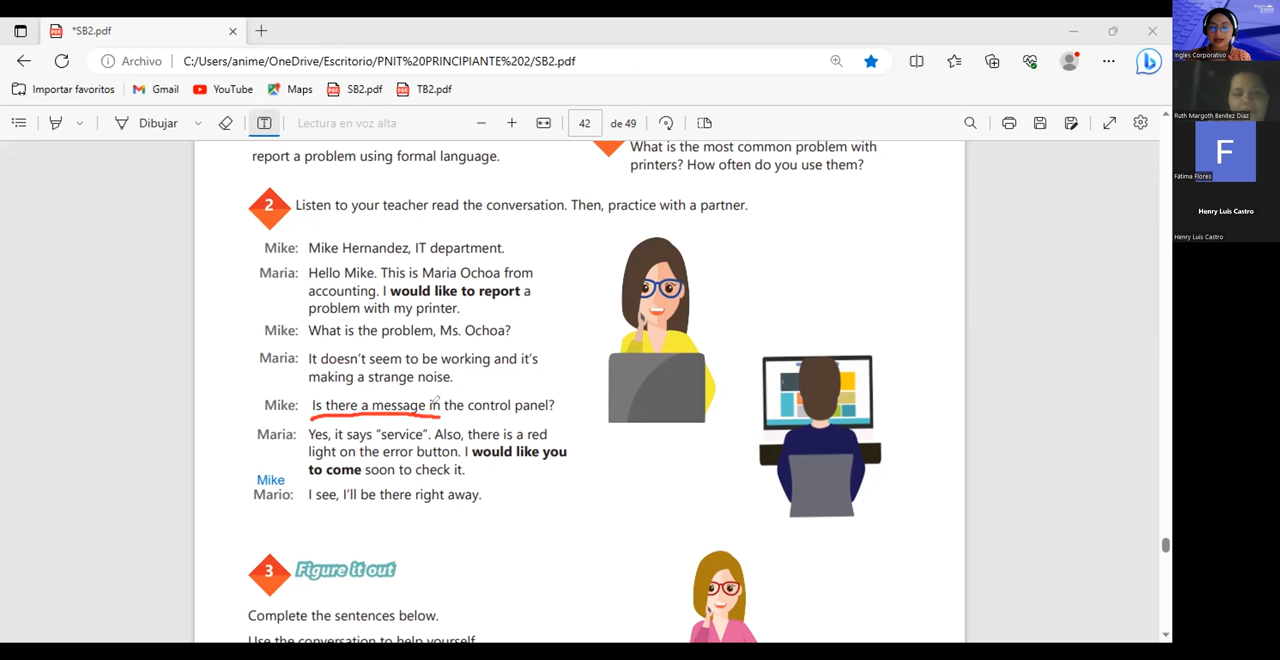 *SB2.pdf
Archivo C:/Users/anime/OneDrive/Escritorio/PNIT%20PRINCIPIANTE%202/SB2.pdf
Importar favoritos Gmail YouTube Maps SB2.pdf TB2.pdf
Dibujar Lectura en voz alta 42 de 49
report a problem using formal language.
What is the most common problem with
printers? How often do you use them?
2 Listen to your teacher read the conversation. Then, practice with a partner.
Mike: Mike Hernandez, IT department.
Maria: Hello Mike. This is Maria Ochoa from
accounting. I would like to report a
problem with my printer.
Mike: What is the problem, Ms. Ochoa?
Maria: It doesn't seem to be working and it's
making a strange noise.
Mike: Is there a message in the control panel?
Maria: Yes, it says "service". Also, there is a red
light on the error button. I would like you
to come soon to check it.
Mike
Mario: I see, I'll be there right away.
3 Figure it out
Complete the sentences below.
Use the conversation to help yourself
Ingles Corporativo
Ruth Margoth Benitez Diaz
F
Fátima Flores
Henry Luis Castro
Henry Luis Castro